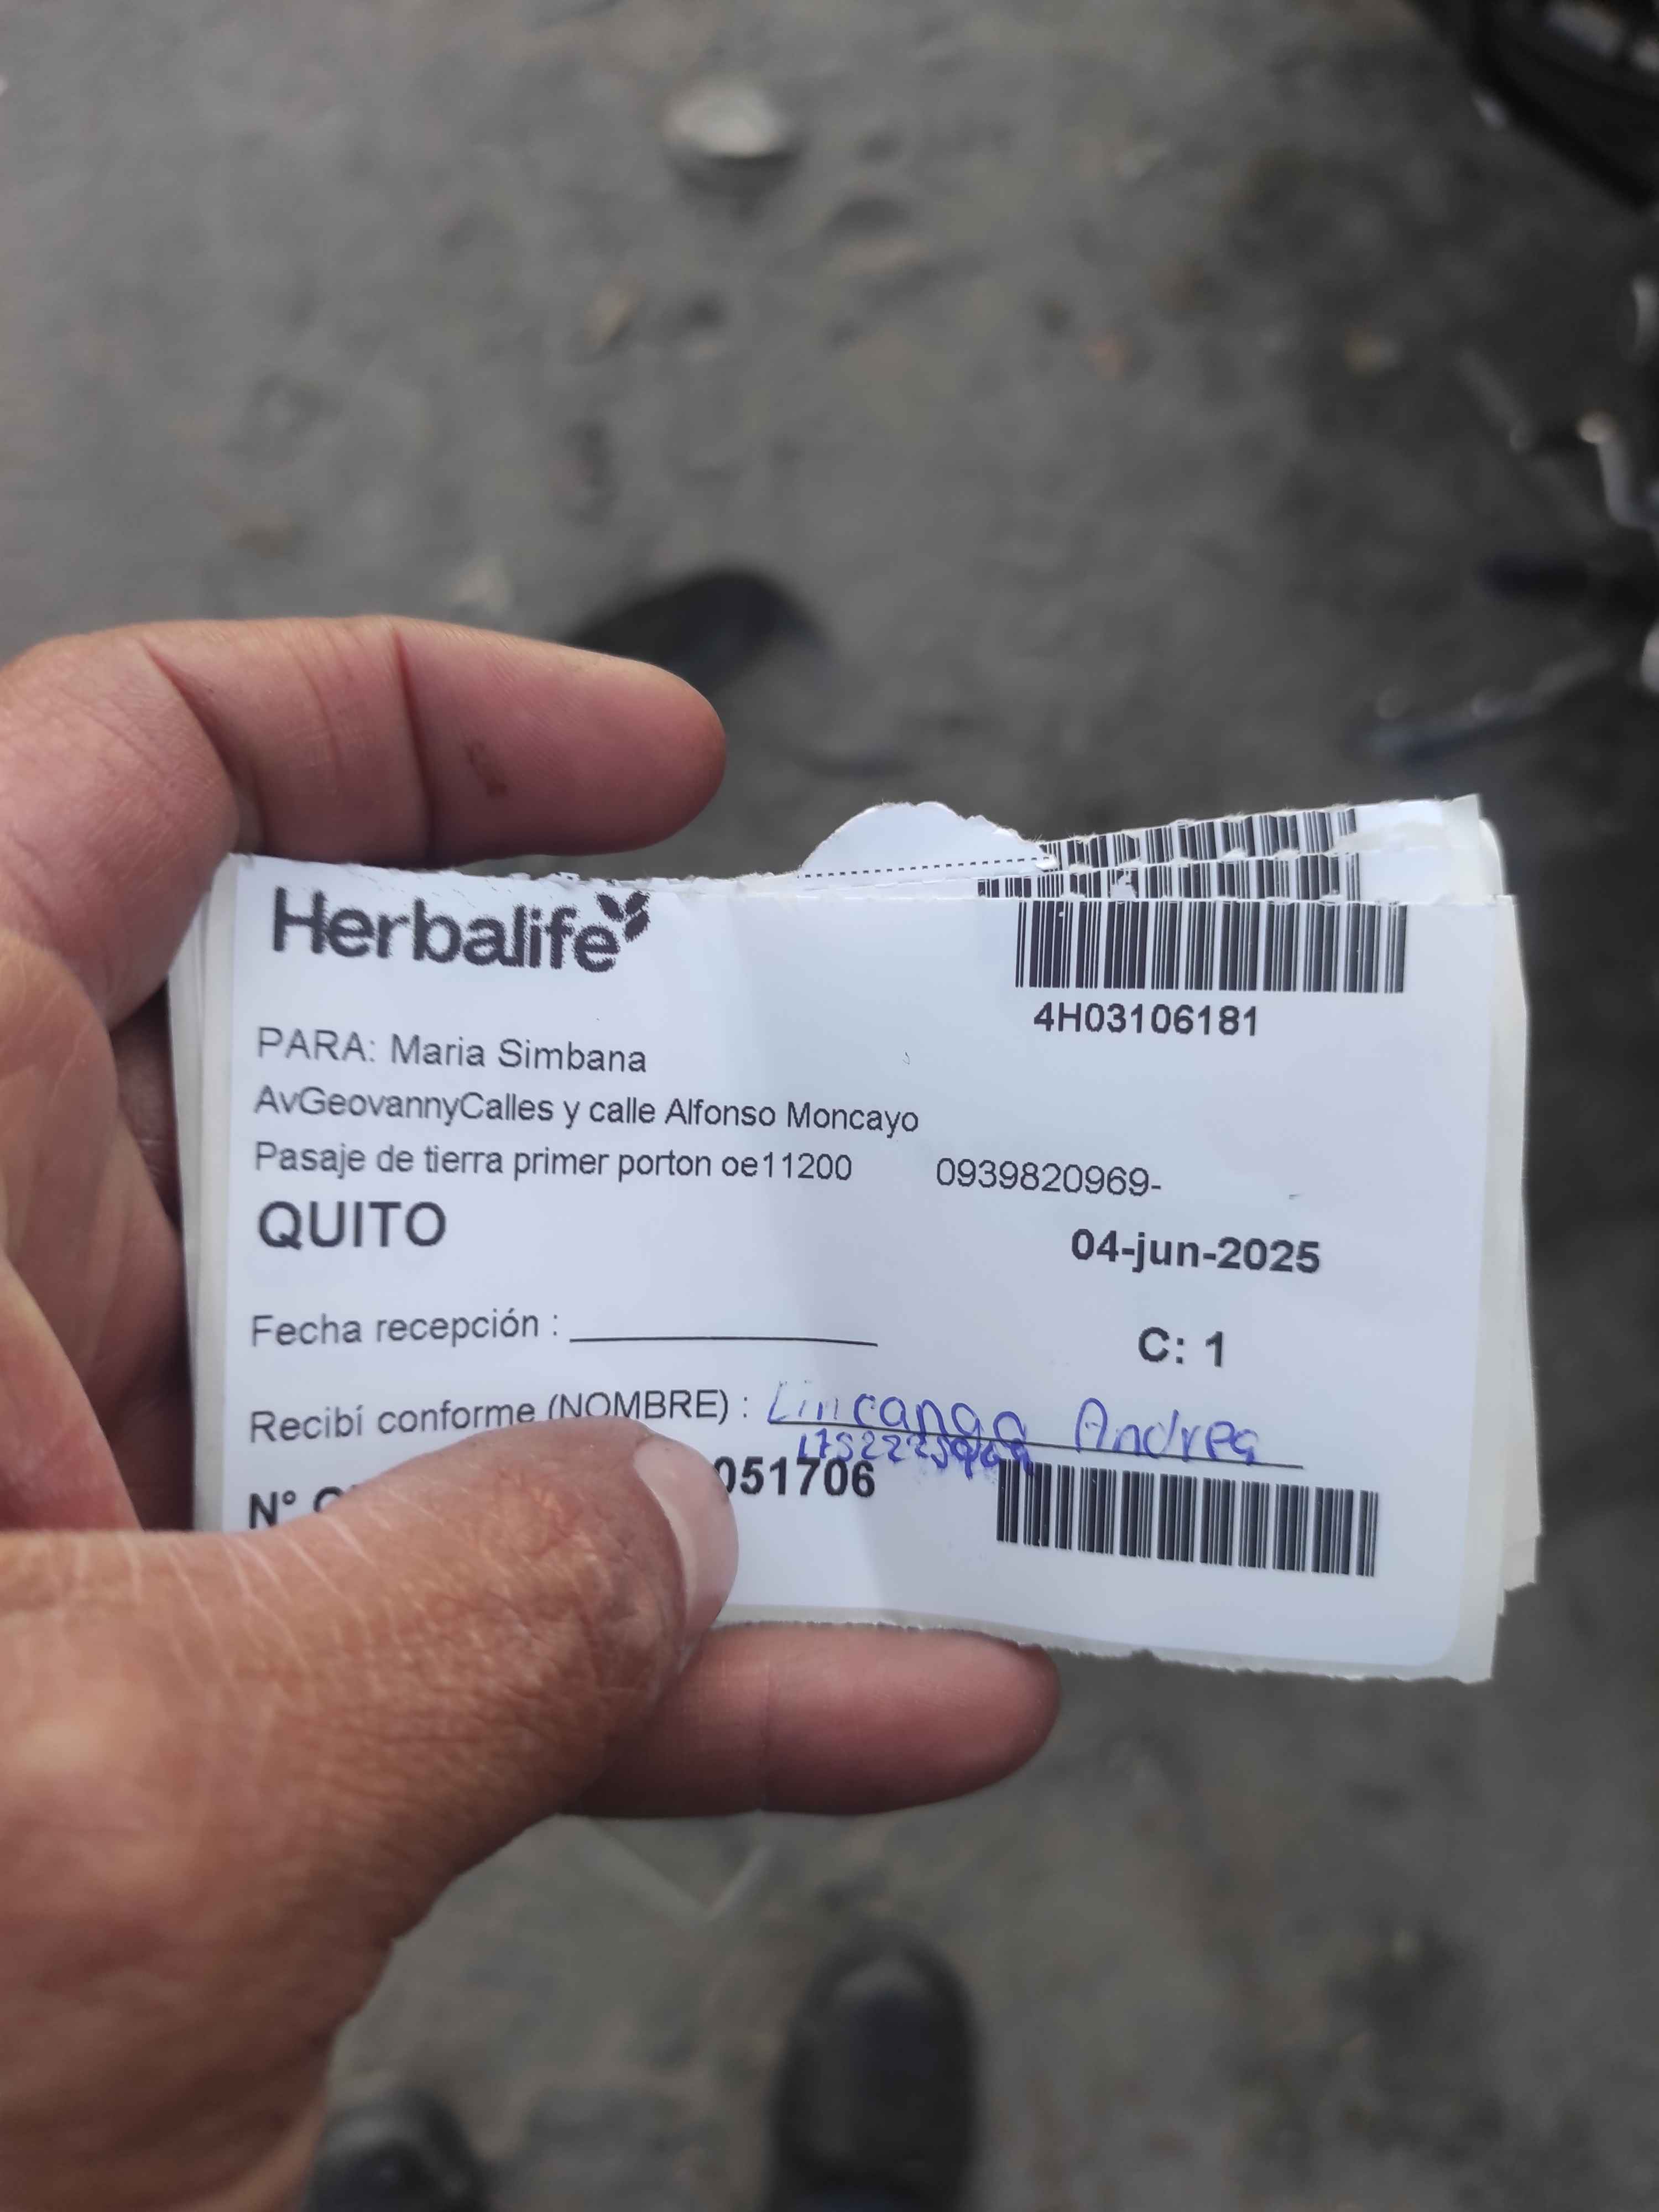 Herbalife
4H03106181
PARA: Maria Simbana
AvGeovannyCalles y calle Alfonso Moncayo
Pasaje de tierra primer porton oe11200 0939820969-
QUITO
04-jun-2025
Fecha recepción :
C: 1
Recibí conforme (NOMBRE) : Lincango Andrea
N° 051706